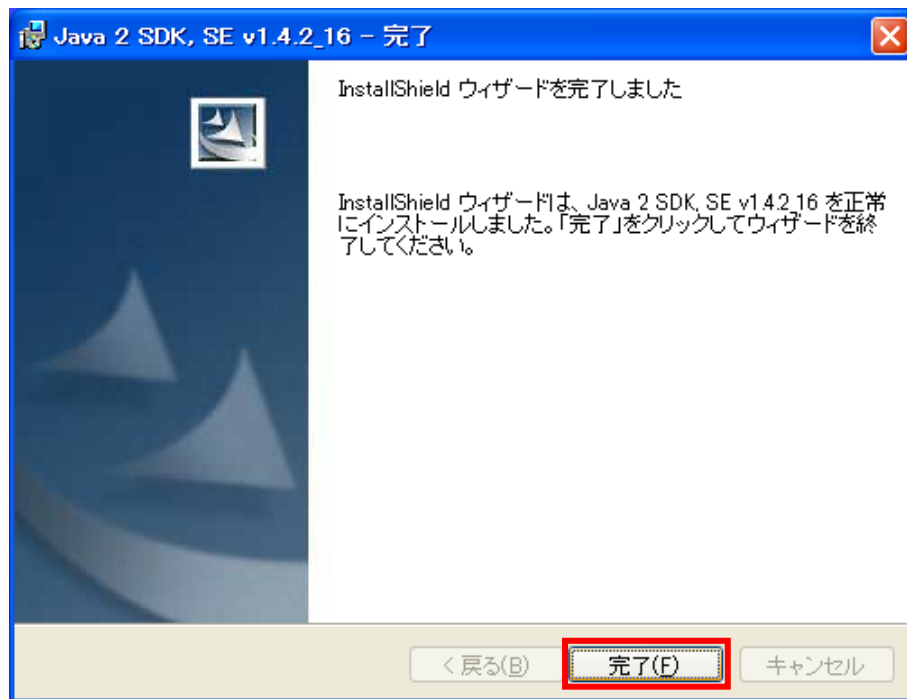 Java 2 SDK, SE v1.4.2_16 - 完了
InstallShield ウィザードを完了しました
InstallShield ウィザードは、Java 2 SDK, SE v1.4.2_16 を正常
にインストールしました。「完了」をクリックしてウィザードを終
了してください。
< 戻る(B)
完了(F)
キャンセル